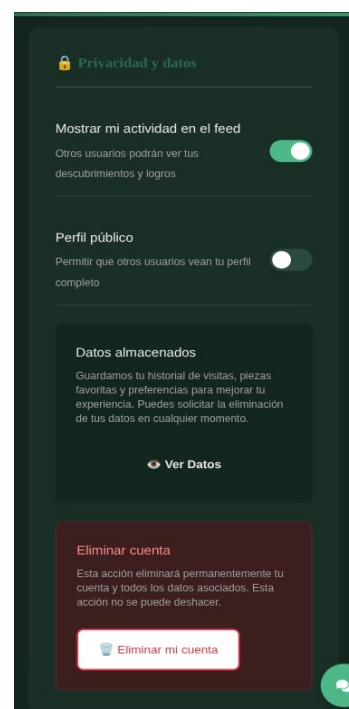 🔒 Privacidad y datos
Mostrar mi actividad en el feed
Otros usuarios podrán ver tus
descubrimientos y logros
Perfil público
Permitir que otros usuarios vean tu perfil
completo
Datos almacenados
Guardamos tu historial de visitas, piezas
favoritas y preferencias para mejorar tu
experiencia. Puedes solicitar la eliminación
de tus datos en cualquier momento.
👁️ Ver Datos
Eliminar cuenta
Esta acción eliminará permanentemente tu
cuenta y todos los datos asociados. Esta
acción no se puede deshacer.
🗑️ Eliminar mi cuenta